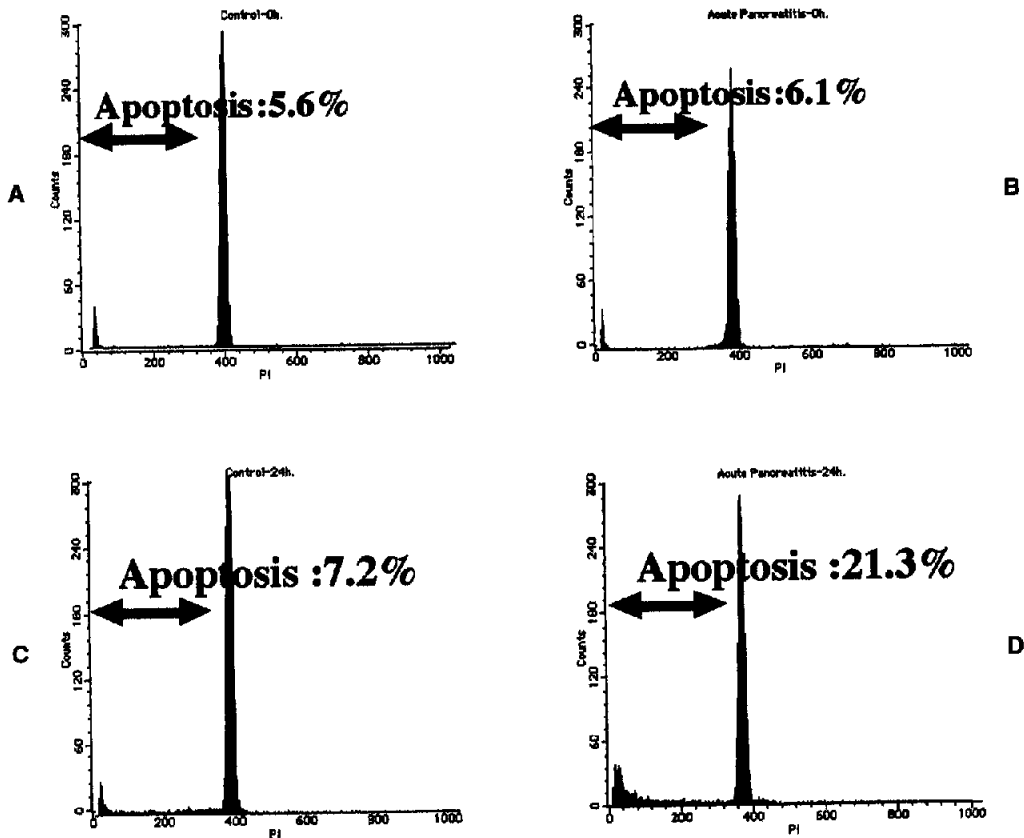 Control-0h.
300
240
180
120
60
0
Counts
Apoptosis:5.6%
A
0 200 400 600 800 1000
PI
Acute Pancreatitis-0h.
300
240
180
120
60
0
Counts
Apoptosis:6.1%
B
0 200 400 600 800 1000
PI
Control-24h.
300
240
180
120
60
0
Counts
Apoptosis :7.2%
C
0 200 400 600 800 1000
PI
Acute Pancreatitis-24h.
300
240
180
120
60
0
Counts
Apoptosis :21.3%
D
0 200 400 600 800 1000
PI